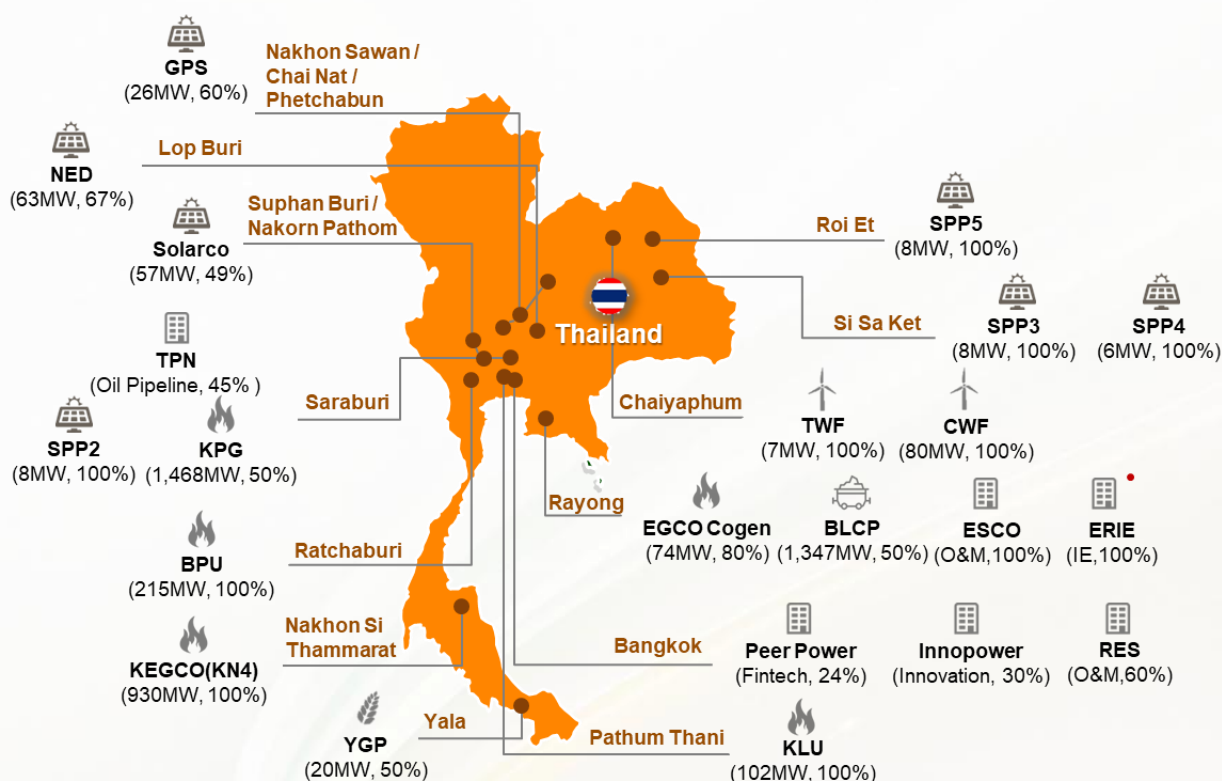 GPS
(26MW, 60%)
Nakhon Sawan /
Chai Nat /
Phetchabun
NED
(63MW, 67%)
Lop Buri
Solarco
(57MW, 49%)
Suphan Buri /
Nakorn Pathom
TPN
(Oil Pipeline, 45% )
SPP2
(8MW, 100%)
KPG
(1,468MW, 50%)
Saraburi
BPU
(215MW, 100%)
Ratchaburi
KEGCO(KN4)
(930MW, 100%)
Nakhon Si
Thammarat
YGP
(20MW, 50%)
Yala
Thailand
Roi Et
SPP5
(8MW, 100%)
Si Sa Ket
SPP3
(8MW, 100%)
SPP4
(6MW, 100%)
Chaiyaphum
TWF
(7MW, 100%)
CWF
(80MW, 100%)
Rayong
EGCO Cogen
(74MW, 80%)
BLCP
(1,347MW, 50%)
ESCO
(O&M,100%)
ERIE
(IE,100%)
Bangkok
Peer Power
(Fintech, 24%)
Innopower
(Innovation, 30%)
RES
(O&M,60%)
Pathum Thani
KLU
(102MW, 100%)